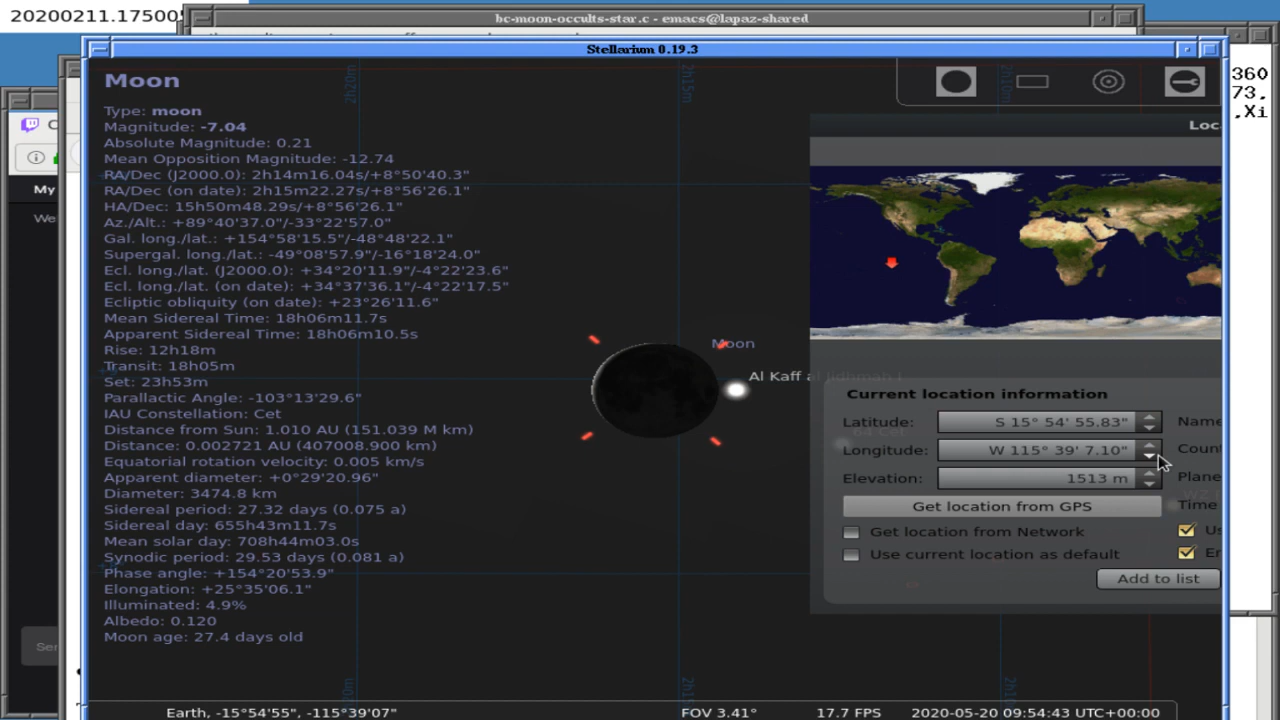 20200211.17500
bc-moon-occults-star.c - emacs@lapaz-shared
Stellarium 0.19.3
Moon
Type: moon
Magnitude: -7.04
Absolute Magnitude: 0.21
Mean Opposition Magnitude: -12.74
RA/Dec (J2000.0): 2h14m16.04s/+8°50'40.3"
RA/Dec (on date): 2h15m22.27s/+8°56'26.1"
HA/Dec: 15h50m48.29s/+8°56'26.1"
Az./Alt.: +89°40'37.0"/-33°22'57.0"
Gal. long./lat.: +154°58'15.5"/-48°48'22.1"
Supergal. long./lat.: -49°08'57.9"/-16°18'24.0"
Ecl. long./lat. (J2000.0): +34°20'11.9"/-4°22'23.6"
Ecl. long./lat. (on date): +34°37'36.1"/-4°22'17.5"
Ecliptic obliquity (on date): +23°26'11.6"
Mean Sidereal Time: 18h06m11.7s
Apparent Sidereal Time: 18h06m10.5s
Rise: 12h18m
Transit: 18h05m
Set: 23h53m
Parallactic Angle: -103°13'29.6"
IAU Constellation: Cet
Distance from Sun: 1.010 AU (151.039 M km)
Distance: 0.002721 AU (407008.900 km)
Equatorial rotation velocity: 0.005 km/s
Apparent diameter: +0°29'20.96"
Diameter: 3474.8 km
Sidereal period: 27.32 days (0.075 a)
Sidereal day: 655h43m11.7s
Mean solar day: 708h44m03.0s
Synodic period: 29.53 days (0.081 a)
Phase angle: +154°20'53.9"
Elongation: +25°35'06.1"
Illuminated: 4.9%
Albedo: 0.120
Moon age: 27.4 days old
2h20m
2h15m
Moon
Al Kaff al Jidhmah I
Loc
360
73,
,Xi
My
We
Current location information
Latitude: S 15° 54' 55.83" Name
Longitude: W 115° 39' 7.10" Coun
Elevation: 1513 m Plane
Get location from GPS Time
Get location from Network
Use current location as default
Add to list
Ser
Earth, -15°54'55", -115°39'07" FOV 3.41° 17.7 FPS 2020-05-20 09:54:43 UTC+00:00